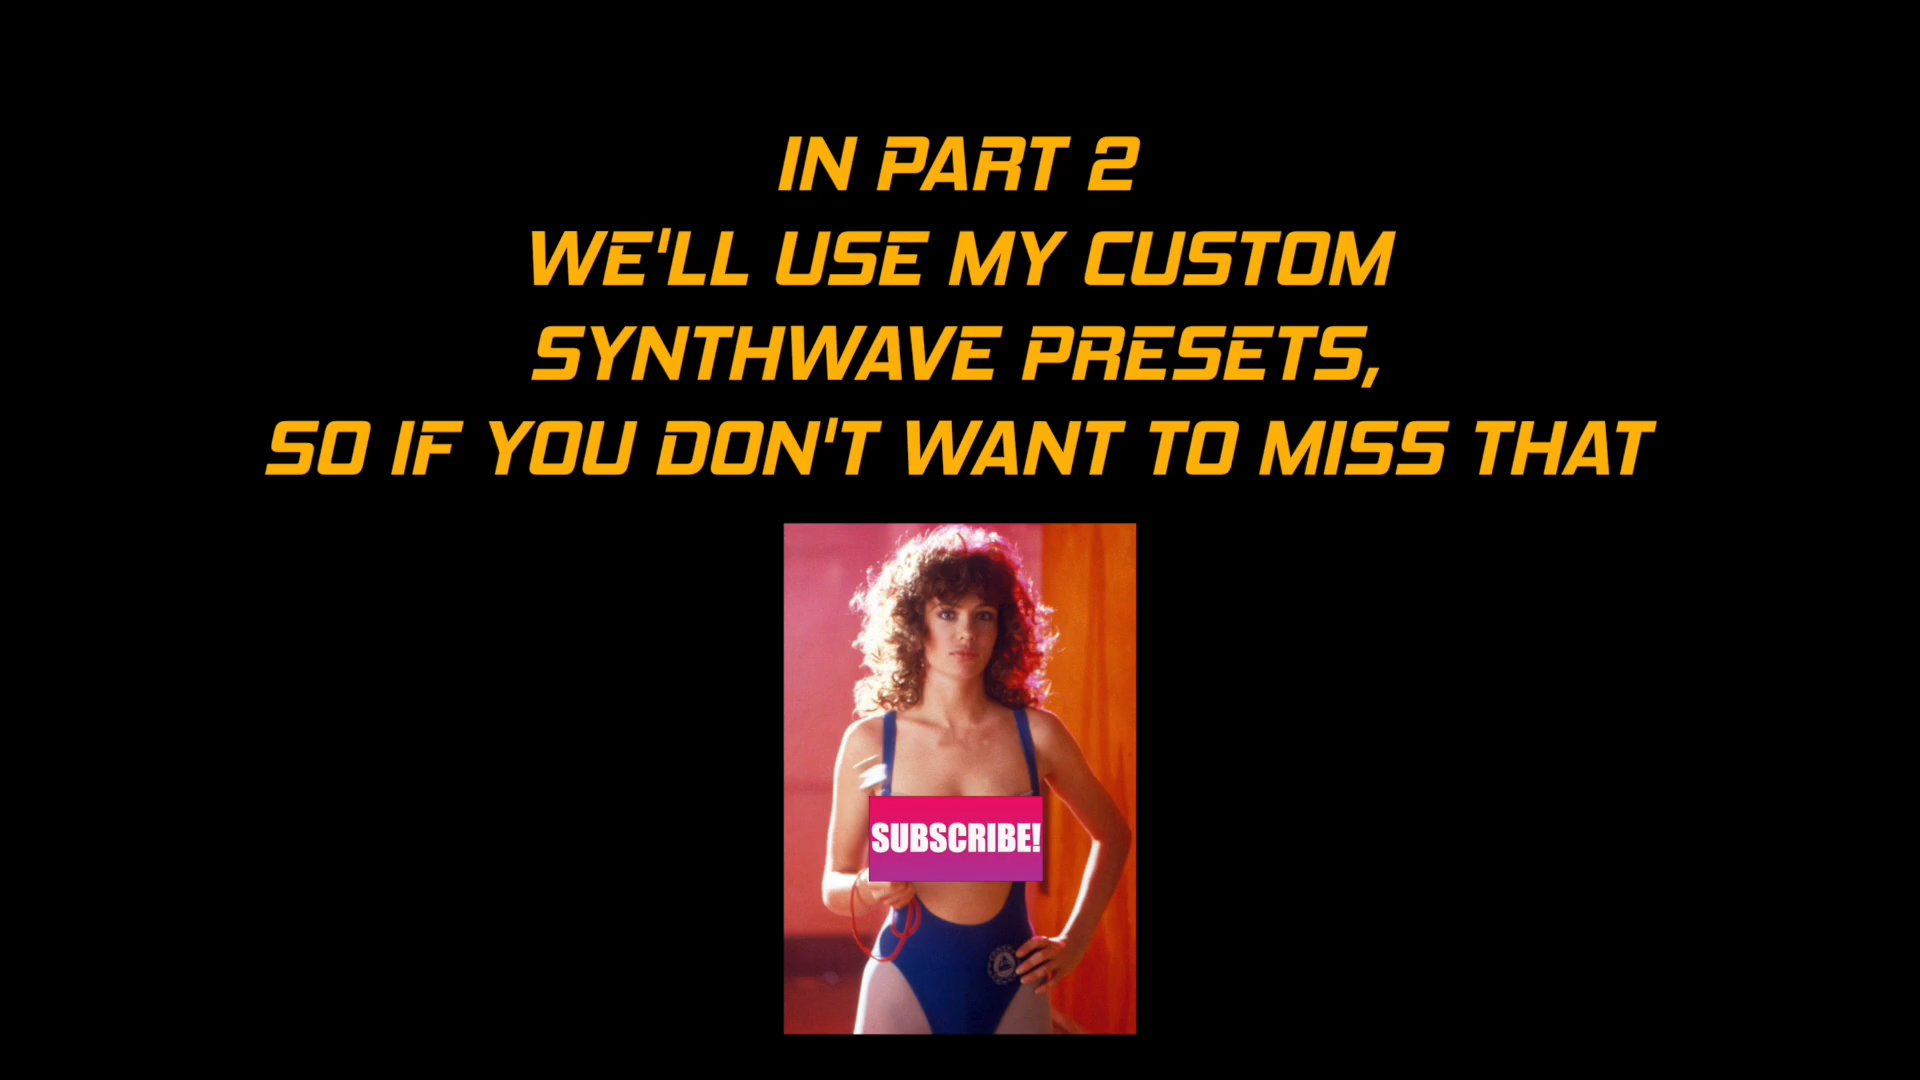 IN PART 2
WE'LL USE MY CUSTOM
SYNTHWAVE PRESETS,
SO IF YOU DON'T WANT TO MISS THAT
SUBSCRIBE!